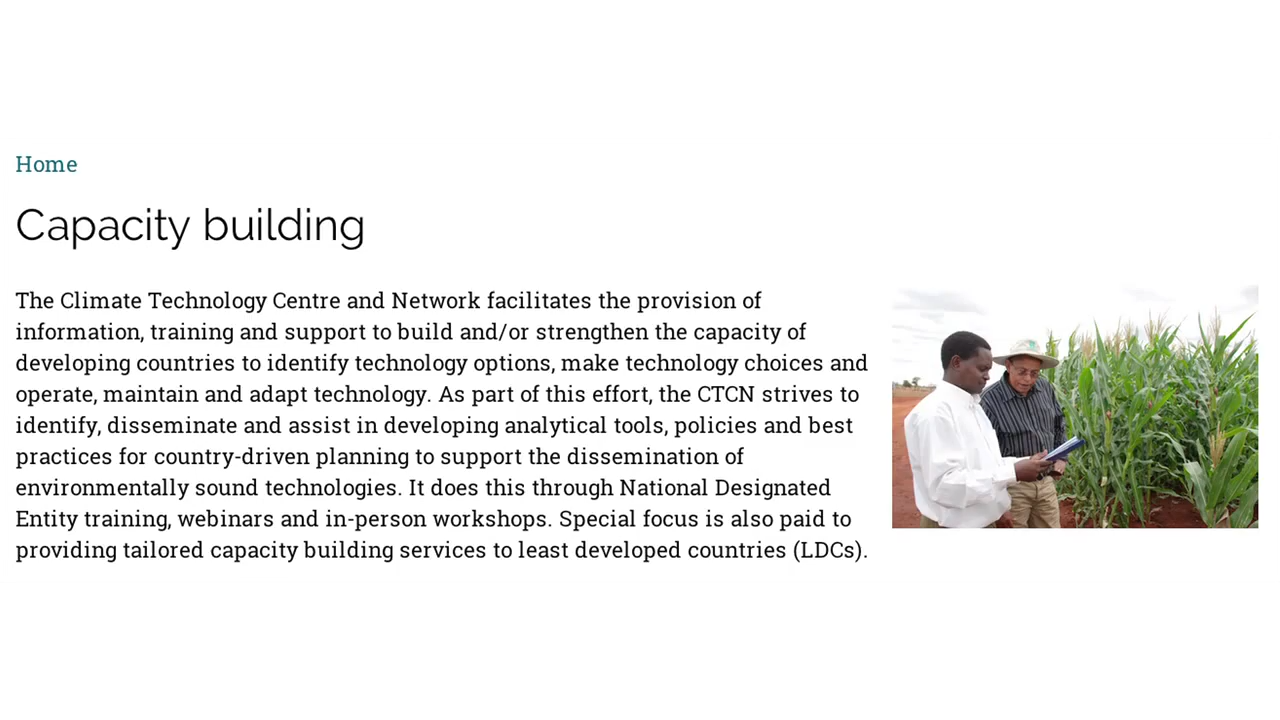 Home
Capacity building
The Climate Technology Centre and Network facilitates the provision of
information, training and support to build and/or strengthen the capacity of
developing countries to identify technology options, make technology choices and
operate, maintain and adapt technology. As part of this effort, the CTCN strives to
identify, disseminate and assist in developing analytical tools, policies and best
practices for country-driven planning to support the dissemination of
environmentally sound technologies. It does this through National Designated
Entity training, webinars and in-person workshops. Special focus is also paid to
providing tailored capacity building services to least developed countries (LDCs).